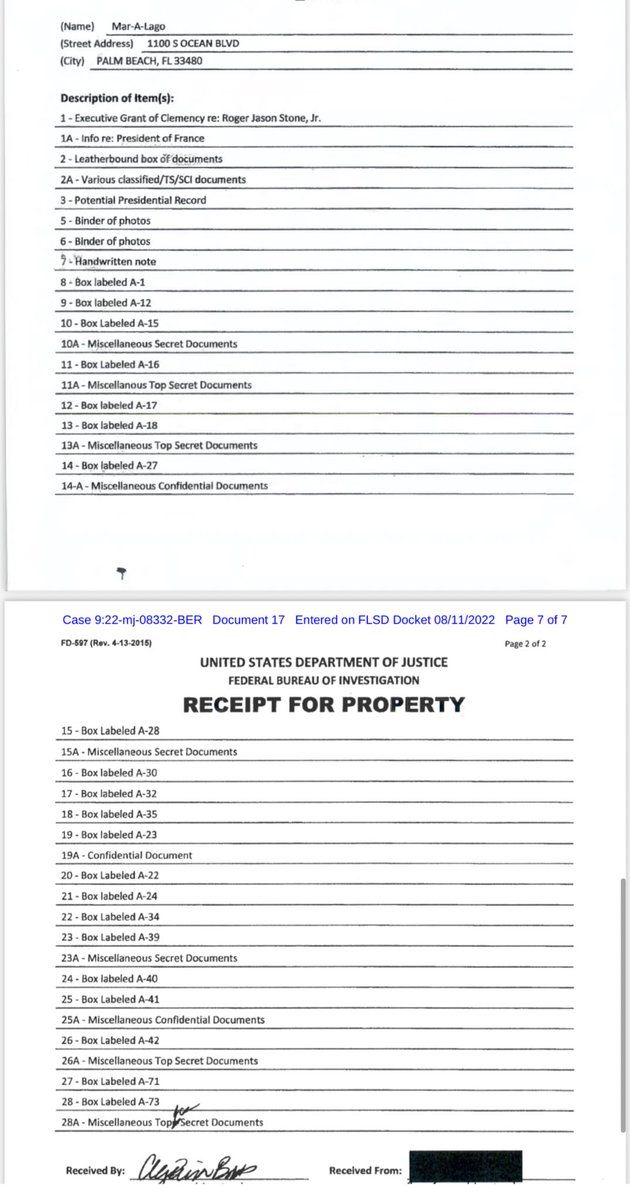 (Name) Mar-A-Lago
(Street Address) 1100 S OCEAN BLVD
(City) PALM BEACH, FL 33480
Description of Item(s):
1 - Executive Grant of Clemency re: Roger Jason Stone, Jr.
1A - Info re: President of France
2 - Leatherbound box of documents
2A - Various classified/TS/SCI documents
3 - Potential Presidential Record
5 - Binder of photos
6 - Binder of photos
7 - Handwritten note
8 - Box labeled A-1
9 - Box labeled A-12
10 - Box Labeled A-15
10A - Miscellaneous Secret Documents
11 - Box Labeled A-16
11A - Miscellanous Top Secret Documents
12 - Box labeled A-17
13 - Box labeled A-18
13A - Miscellaneous Top Secret Documents
14 - Box labeled A-27
14-A - Miscellaneous Confidential Documents
Case 9:22-mj-08332-BER Document 17 Entered on FLSD Docket 08/11/2022 Page 7 of 7
FD-597 (Rev. 4-13-2015)
Page 2 of 2
UNITED STATES DEPARTMENT OF JUSTICE
FEDERAL BUREAU OF INVESTIGATION
RECEIPT FOR PROPERTY
15 - Box Labeled A-28
15A - Miscellaneous Secret Documents
16 - Box labeled A-30
17 - Box labeled A-32
18 - Box labeled A-35
19 - Box labeled A-23
19A - Confidential Document
20 - Box Labeled A-22
21 - Box labeled A-24
22 - Box Labeled A-34
23 - Box Labeled A-39
23A - Miscellaneous Secret Documents
24 - Box labeled A-40
25 - Box Labeled A-41
25A - Miscellaneous Confidential Documents
26 - Box Labeled A-42
26A - Miscellaneous Top Secret Documents
27 - Box Labeled A-71
28 - Box Labeled A-73
28A - Miscellaneous Top Secret Documents
Received By:
Received From: